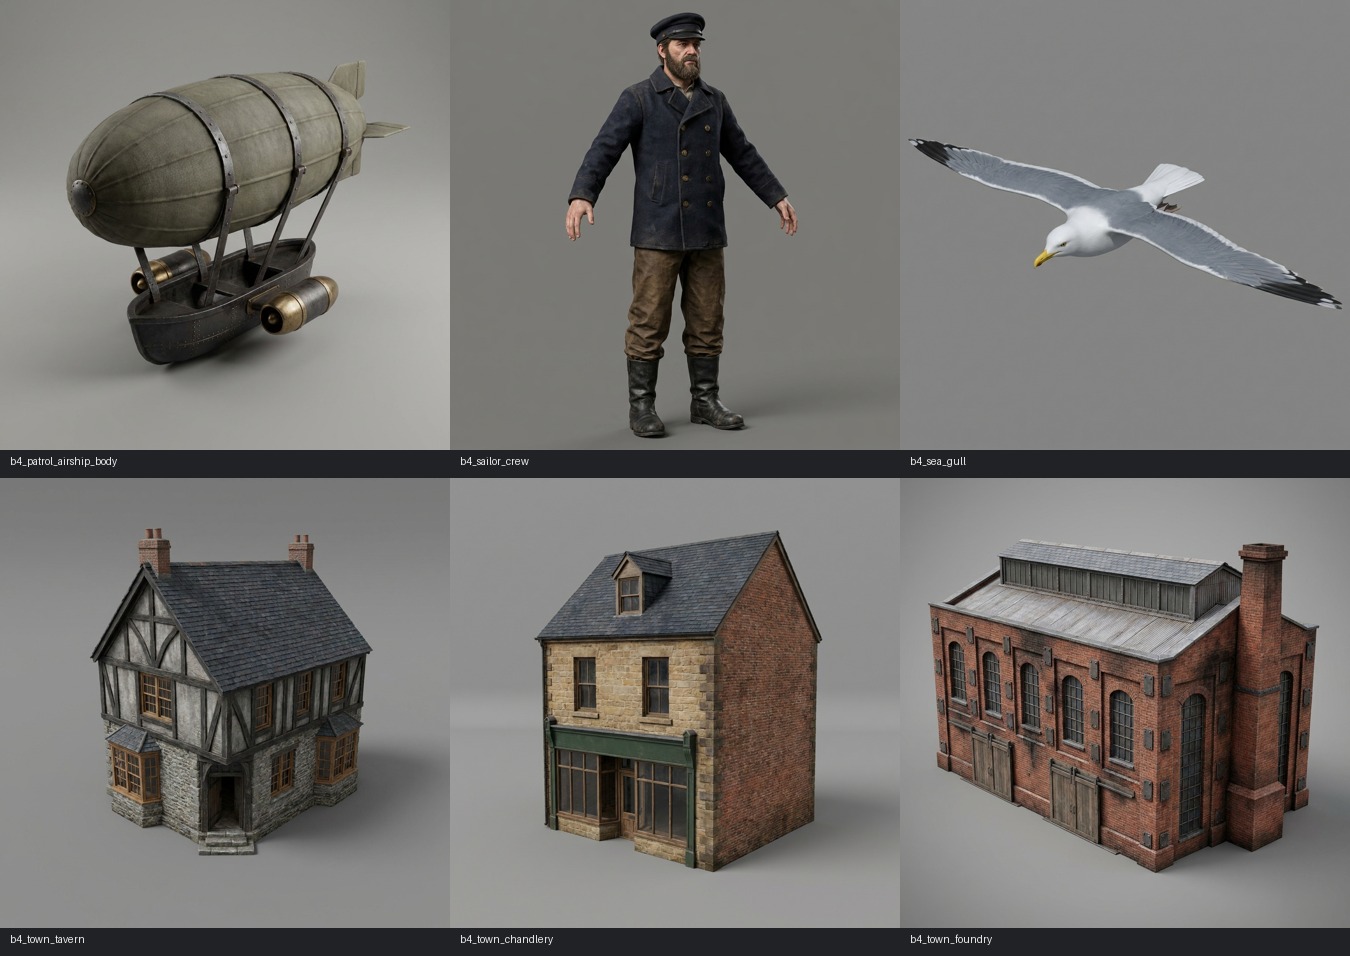 b4_patrol_airship_body
b4_sailor_crew
b4_sea_gull
b4_town_tavern
b4_town_chandlery
b4_town_foundry